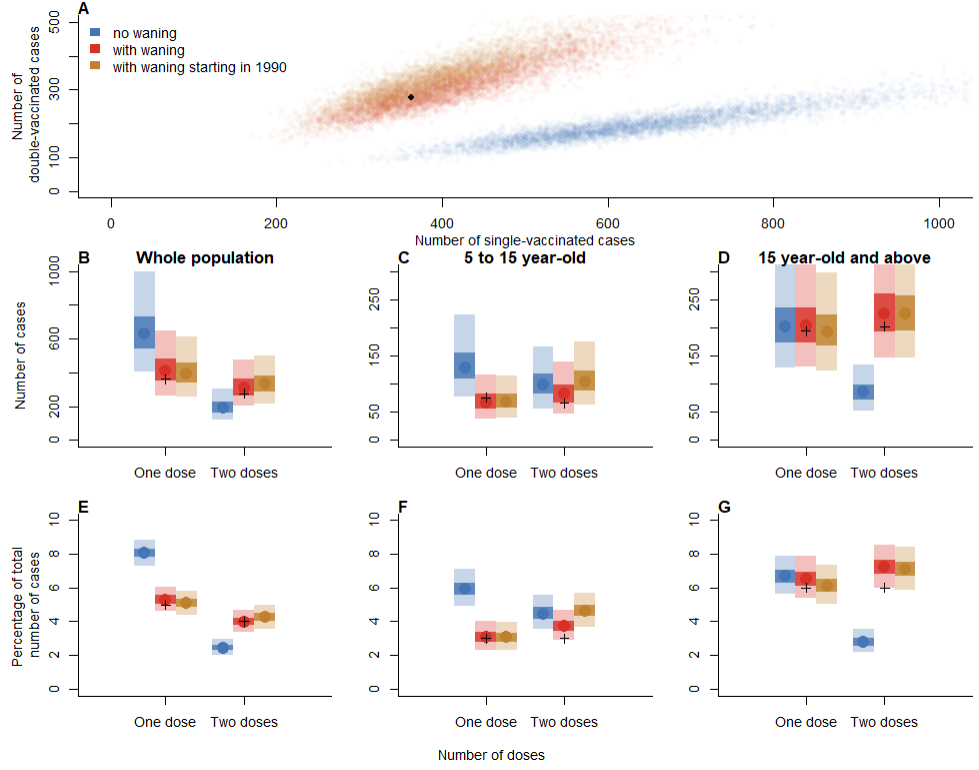 A
Number of
double-vaccinated cases
500
300
100
0
no waning
with waning
with waning starting in 1990
0 200 400 600 800 1000
Number of single-vaccinated cases
B Whole population
Number of cases
1000
600
200
0
One dose Two doses
C 5 to 15 year-old
250
150
50
0
One dose Two doses
D 15 year-old and above
250
150
50
0
One dose Two doses
E
Percentage of total
number of cases
10
8
6
4
2
0
One dose Two doses
F
10
8
6
4
2
0
One dose Two doses
G
10
8
6
4
2
0
One dose Two doses
Number of doses